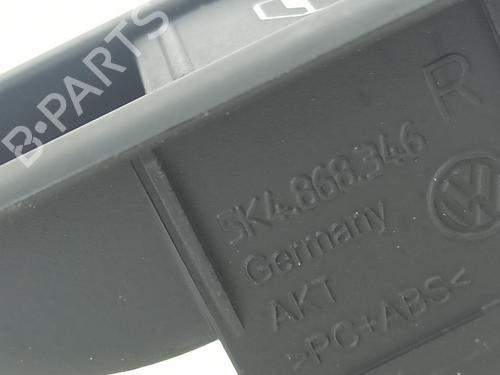 B-PARTS
R
5K4.868.346
Germany
AKT
>PC+ABS<